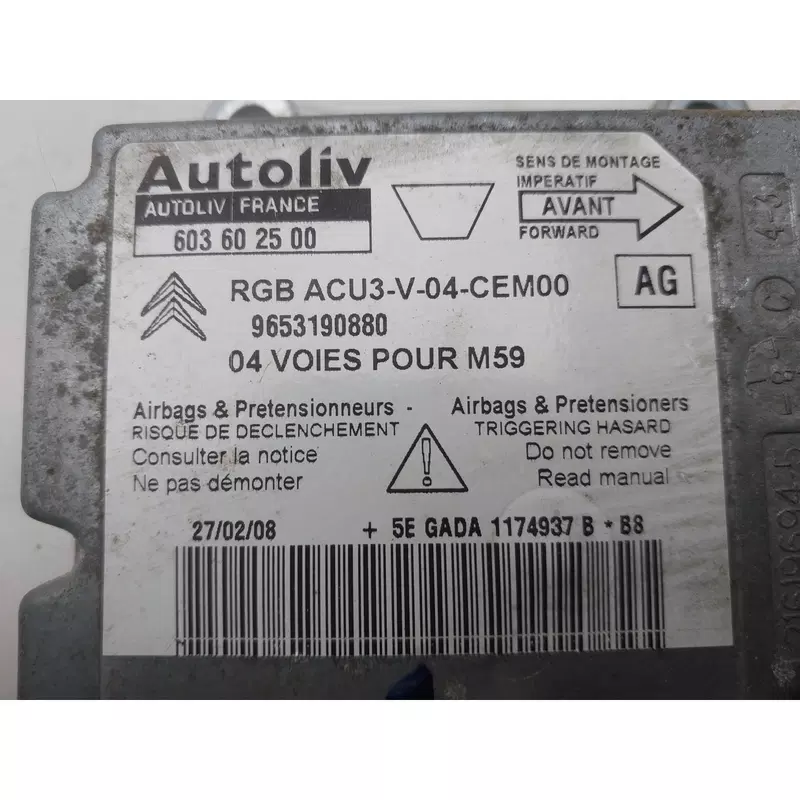 Autoliv
AUTOLIV FRANCE
603 60 25 00
SENS DE MONTAGE
IMPERATIF
AVANT
FORWARD
RGB ACU3-V-04-CEM00
AG
9653190880
04 VOIES POUR M59
Airbags & Pretensionneurs -
RISQUE DE DECLENCHEMENT
Consulter la notice
Ne pas démonter
!
Airbags & Pretensioners
TRIGGERING HASARD
Do not remove
Read manual
27/02/08 + 5E GADA 1174937 B * B8
4-3